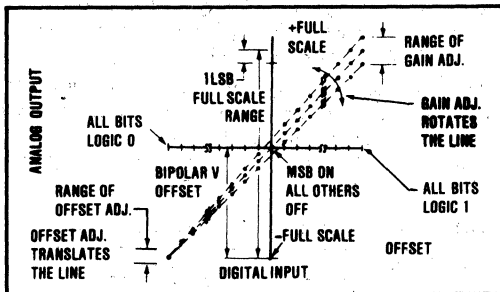 +FULL
SCALE
RANGE OF
GAIN ADJ.
1LSB
FULL SCALE
RANGE
GAIN ADJ.
ROTATES
THE LINE
ANALOG OUTPUT
ALL BITS
LOGIC 0
BIPOLAR V
OFFSET
MSB ON
ALL OTHERS
OFF
ALL BITS
LOGIC 1
RANGE OF
OFFSET ADJ.
OFFSET ADJ.
TRANSLATES
THE LINE
-FULL SCALE
OFFSET
DIGITAL INPUT